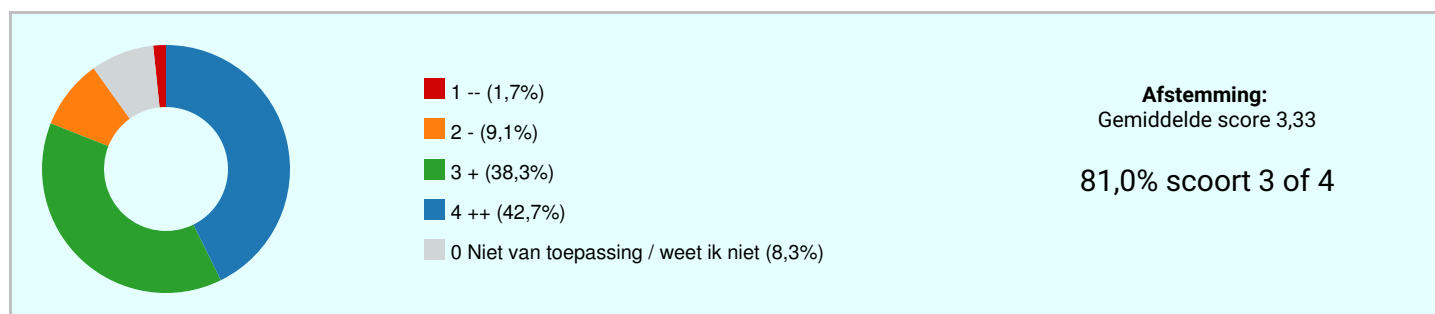 1 -- (1,7%)
2 - (9,1%)
3 + (38,3%)
4 ++ (42,7%)
0 Niet van toepassing / weet ik niet (8,3%)
Afstemming:
Gemiddelde score 3,33
81,0% scoort 3 of 4